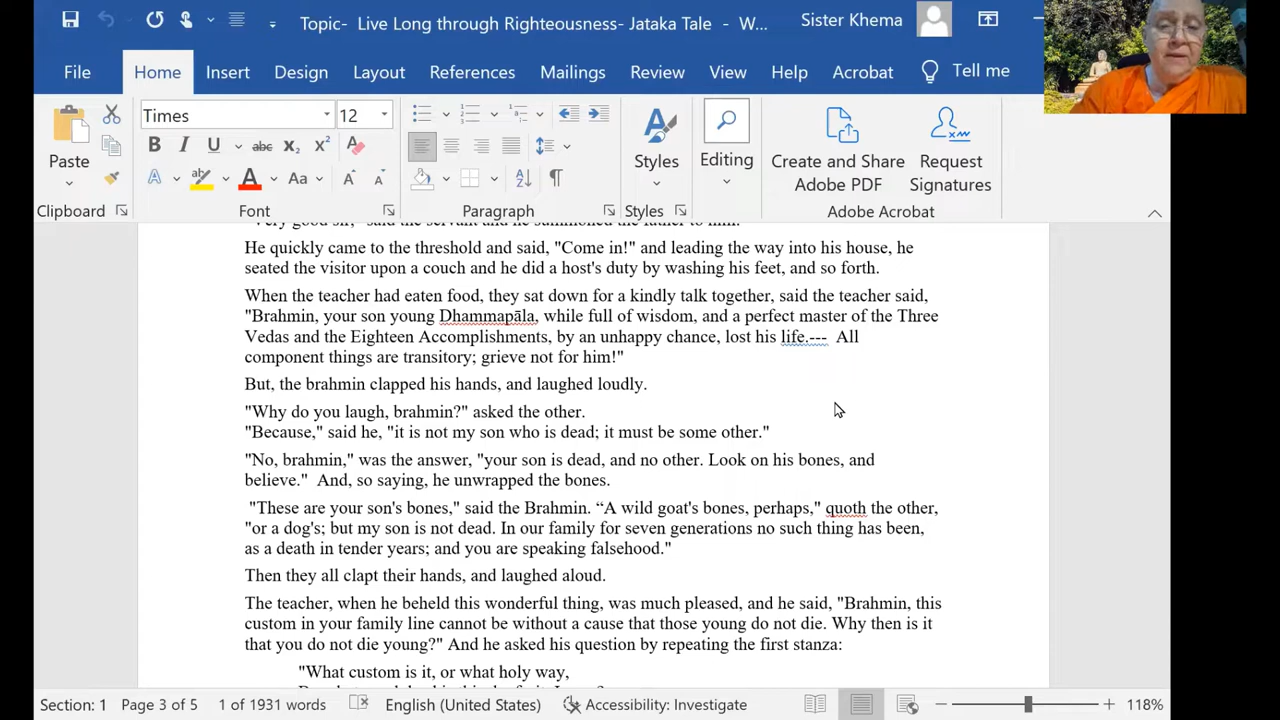 Topic- Live Long through Righteousness- Jataka Tale - W...
Sister Khema
File Home Insert Design Layout References Mailings Review View Help Acrobat Tell me
Times 12
Paste
Styles
Editing
Create and Share Adobe PDF
Request Signatures
Clipboard Font Paragraph Styles Adobe Acrobat
"Very good sir," said the servant and he summoned the father to him.
He quickly came to the threshold and said, "Come in!" and leading the way into his house, he
seated the visitor upon a couch and he did a host's duty by washing his feet, and so forth.
When the teacher had eaten food, they sat down for a kindly talk together, said the teacher said,
"Brahmin, your son young Dhammapāla, while full of wisdom, and a perfect master of the Three
Vedas and the Eighteen Accomplishments, by an unhappy chance, lost his life.--- All
component things are transitory; grieve not for him!"
But, the brahmin clapped his hands, and laughed loudly.
"Why do you laugh, brahmin?" asked the other.
"Because," said he, "it is not my son who is dead; it must be some other."
"No, brahmin," was the answer, "your son is dead, and no other. Look on his bones, and
believe." And, so saying, he unwrapped the bones.
"These are your son's bones," said the Brahmin. “A wild goat's bones, perhaps," quoth the other,
"or a dog's; but my son is not dead. In our family for seven generations no such thing has been,
as a death in tender years; and you are speaking falsehood."
Then they all clapt their hands, and laughed aloud.
The teacher, when he beheld this wonderful thing, was much pleased, and he said, "Brahmin, this
custom in your family line cannot be without a cause that those young do not die. Why then is it
that you do not die young?" And he asked his question by repeating the first stanza:
"What custom is it, or what holy way,
Section: 1 Page 3 of 5 1 of 1931 words English (United States) Accessibility: Investigate 118%